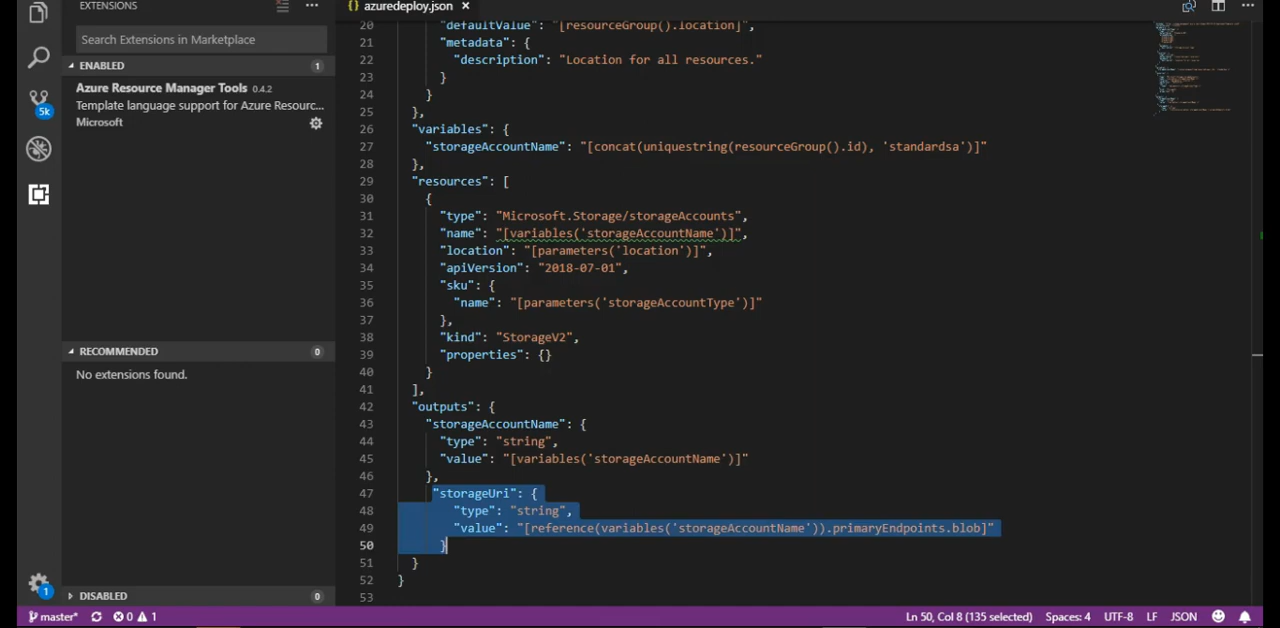 EXTENSIONS
Search Extensions in Marketplace
ENABLED 1
Azure Resource Manager Tools 0.4.2
Template language support for Azure Resourc...
Microsoft
5k
RECOMMENDED 0
No extensions found.
DISABLED 0
1
{} azuredeploy.json ×
20 "defaultValue": "[resourceGroup().location]",
21 "metadata": {
22 "description": "Location for all resources."
23 }
24 }
25 },
26 "variables": {
27 "storageAccountName": "[concat(uniquestring(resourceGroup().id), 'standardsa')]"
28 },
29 "resources": [
30 {
31 "type": "Microsoft.Storage/storageAccounts",
32 "name": "[variables('storageAccountName')]",
33 "location": "[parameters('location')]",
34 "apiVersion": "2018-07-01",
35 "sku": {
36 "name": "[parameters('storageAccountType')]"
37 },
38 "kind": "StorageV2",
39 "properties": {}
40 }
41 ],
42 "outputs": {
43 "storageAccountName": {
44 "type": "string",
45 "value": "[variables('storageAccountName')]"
46 },
47 "storageUri": {
48 "type": "string",
49 "value": "[reference(variables('storageAccountName')).primaryEndpoints.blob]"
50 }
51 }
52 }
53
master* 0 1 Ln 50, Col 8 (135 selected) Spaces: 4 UTF-8 LF JSON